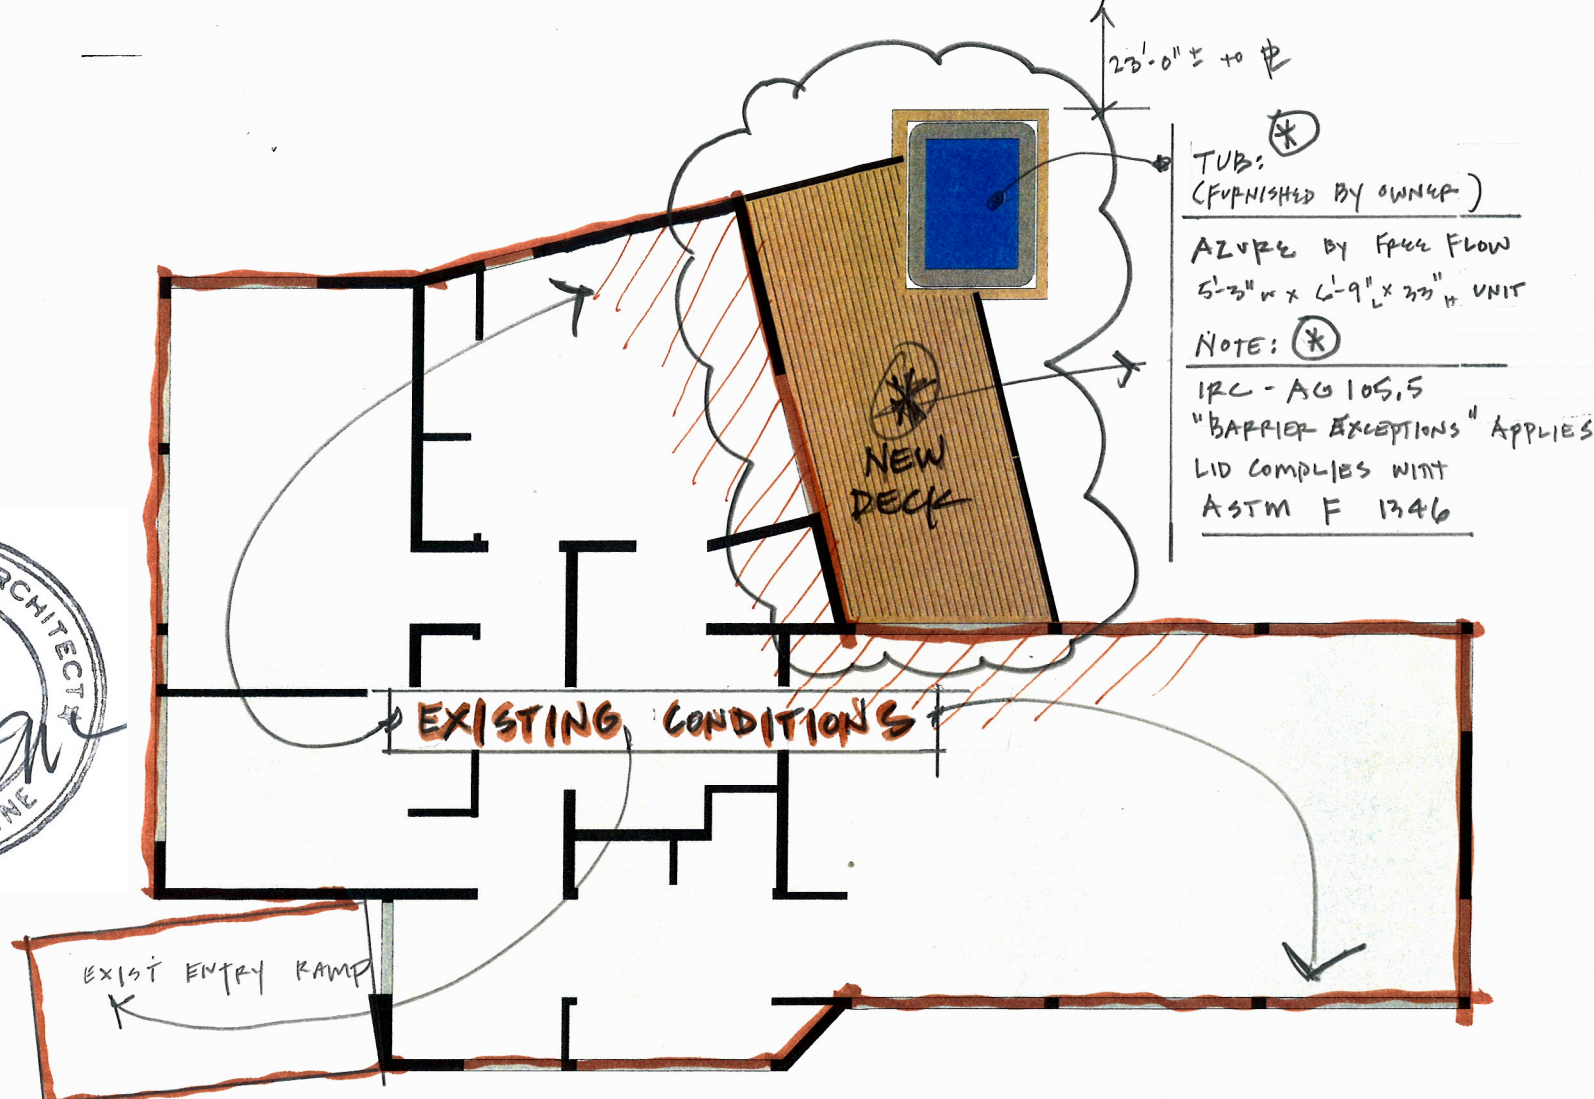 23'-0" ± to ℄
TUB: *
(FURNISHED BY OWNER)
AZURE BY FREE FLOW
5'-3" W x 6'-9" L x 33" H UNIT
NOTE: *
IRC - AG 105.5
"BARRIER EXCEPTIONS" APPLIES
LID COMPLIES WITH
ASTM F 1346
*
NEW
DECK
EXISTING CONDITIONS
EXIST ENTRY RAMP
ARCHITECT